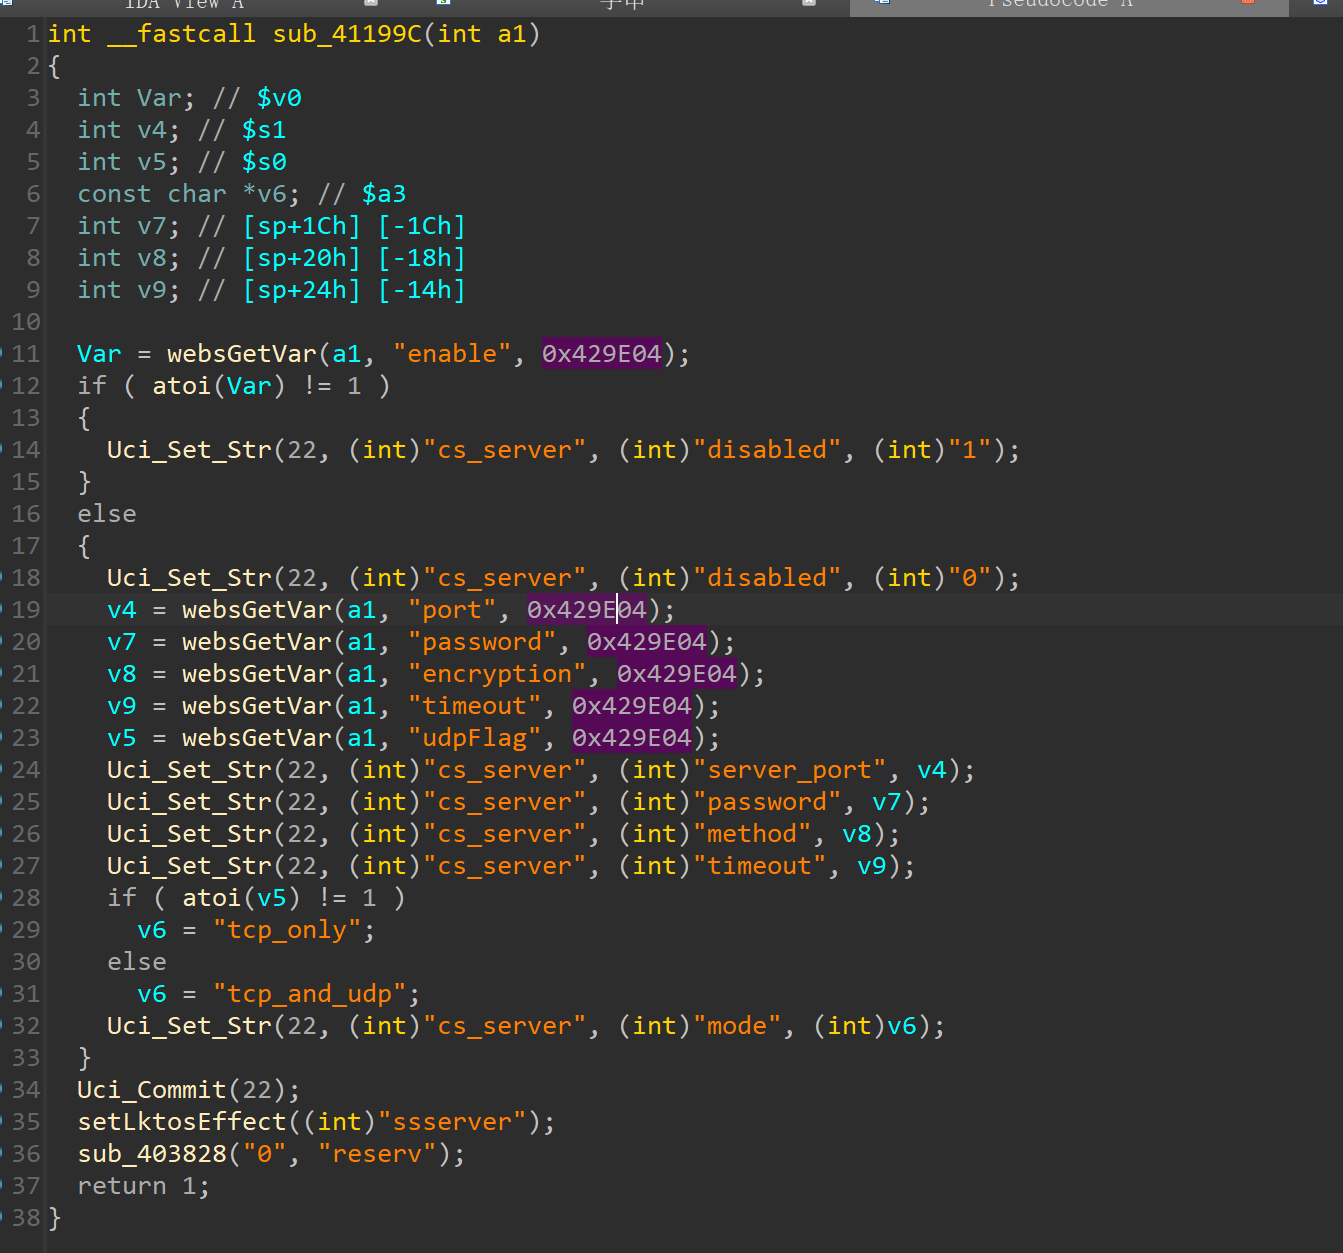 IDA View A 字串 Pseudocode A
1 int __fastcall sub_41199C(int a1)
2 {
3 int Var; // $v0
4 int v4; // $s1
5 int v5; // $s0
6 const char *v6; // $a3
7 int v7; // [sp+1Ch] [-1Ch]
8 int v8; // [sp+20h] [-18h]
9 int v9; // [sp+24h] [-14h]
10
11 Var = websGetVar(a1, "enable", 0x429E04);
12 if ( atoi(Var) != 1 )
13 {
14 Uci_Set_Str(22, (int)"cs_server", (int)"disabled", (int)"1");
15 }
16 else
17 {
18 Uci_Set_Str(22, (int)"cs_server", (int)"disabled", (int)"0");
19 v4 = websGetVar(a1, "port", 0x429E04);
20 v7 = websGetVar(a1, "password", 0x429E04);
21 v8 = websGetVar(a1, "encryption", 0x429E04);
22 v9 = websGetVar(a1, "timeout", 0x429E04);
23 v5 = websGetVar(a1, "udpFlag", 0x429E04);
24 Uci_Set_Str(22, (int)"cs_server", (int)"server_port", v4);
25 Uci_Set_Str(22, (int)"cs_server", (int)"password", v7);
26 Uci_Set_Str(22, (int)"cs_server", (int)"method", v8);
27 Uci_Set_Str(22, (int)"cs_server", (int)"timeout", v9);
28 if ( atoi(v5) != 1 )
29 v6 = "tcp_only";
30 else
31 v6 = "tcp_and_udp";
32 Uci_Set_Str(22, (int)"cs_server", (int)"mode", (int)v6);
33 }
34 Uci_Commit(22);
35 setLktosEffect((int)"ssserver");
36 sub_403828("0", "reserv");
37 return 1;
38 }